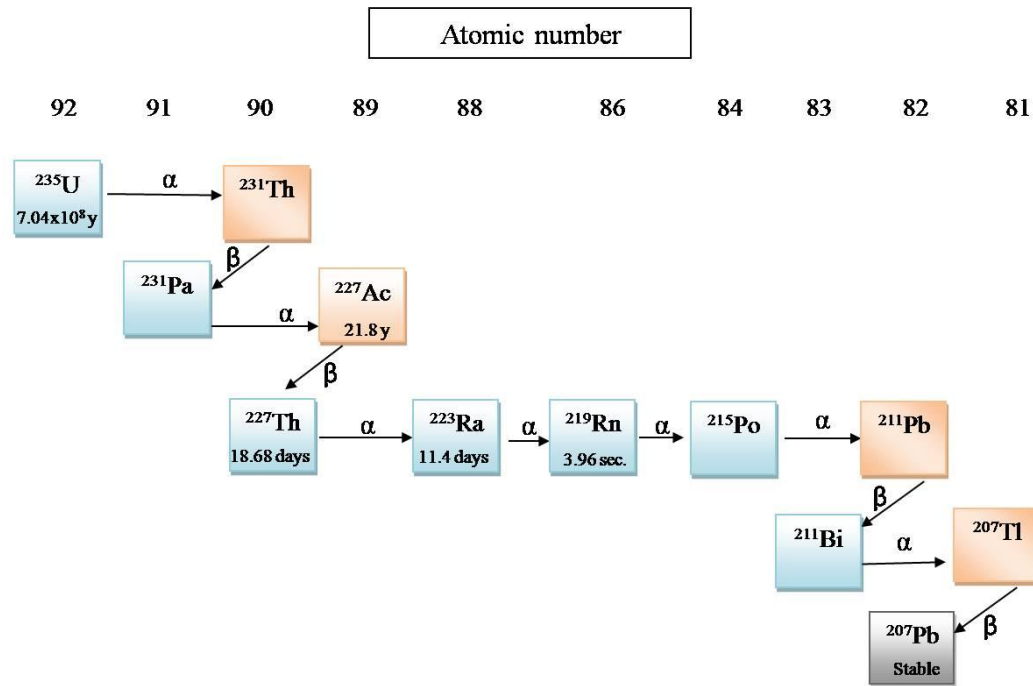 Atomic number
92 91 90 89 88 86 84 83 82 81
²³⁵U
7.04x10⁸ y
α
²³¹Th
β
²³¹Pa
α
²²⁷Ac
21.8 y
β
²²⁷Th
18.68 days
α
²²³Ra
11.4 days
α
²¹⁹Rn
3.96 sec.
α
²¹⁵Po
α
²¹¹Pb
β
²¹¹Bi
α
²⁰⁷Tl
β
²⁰⁷Pb
Stable